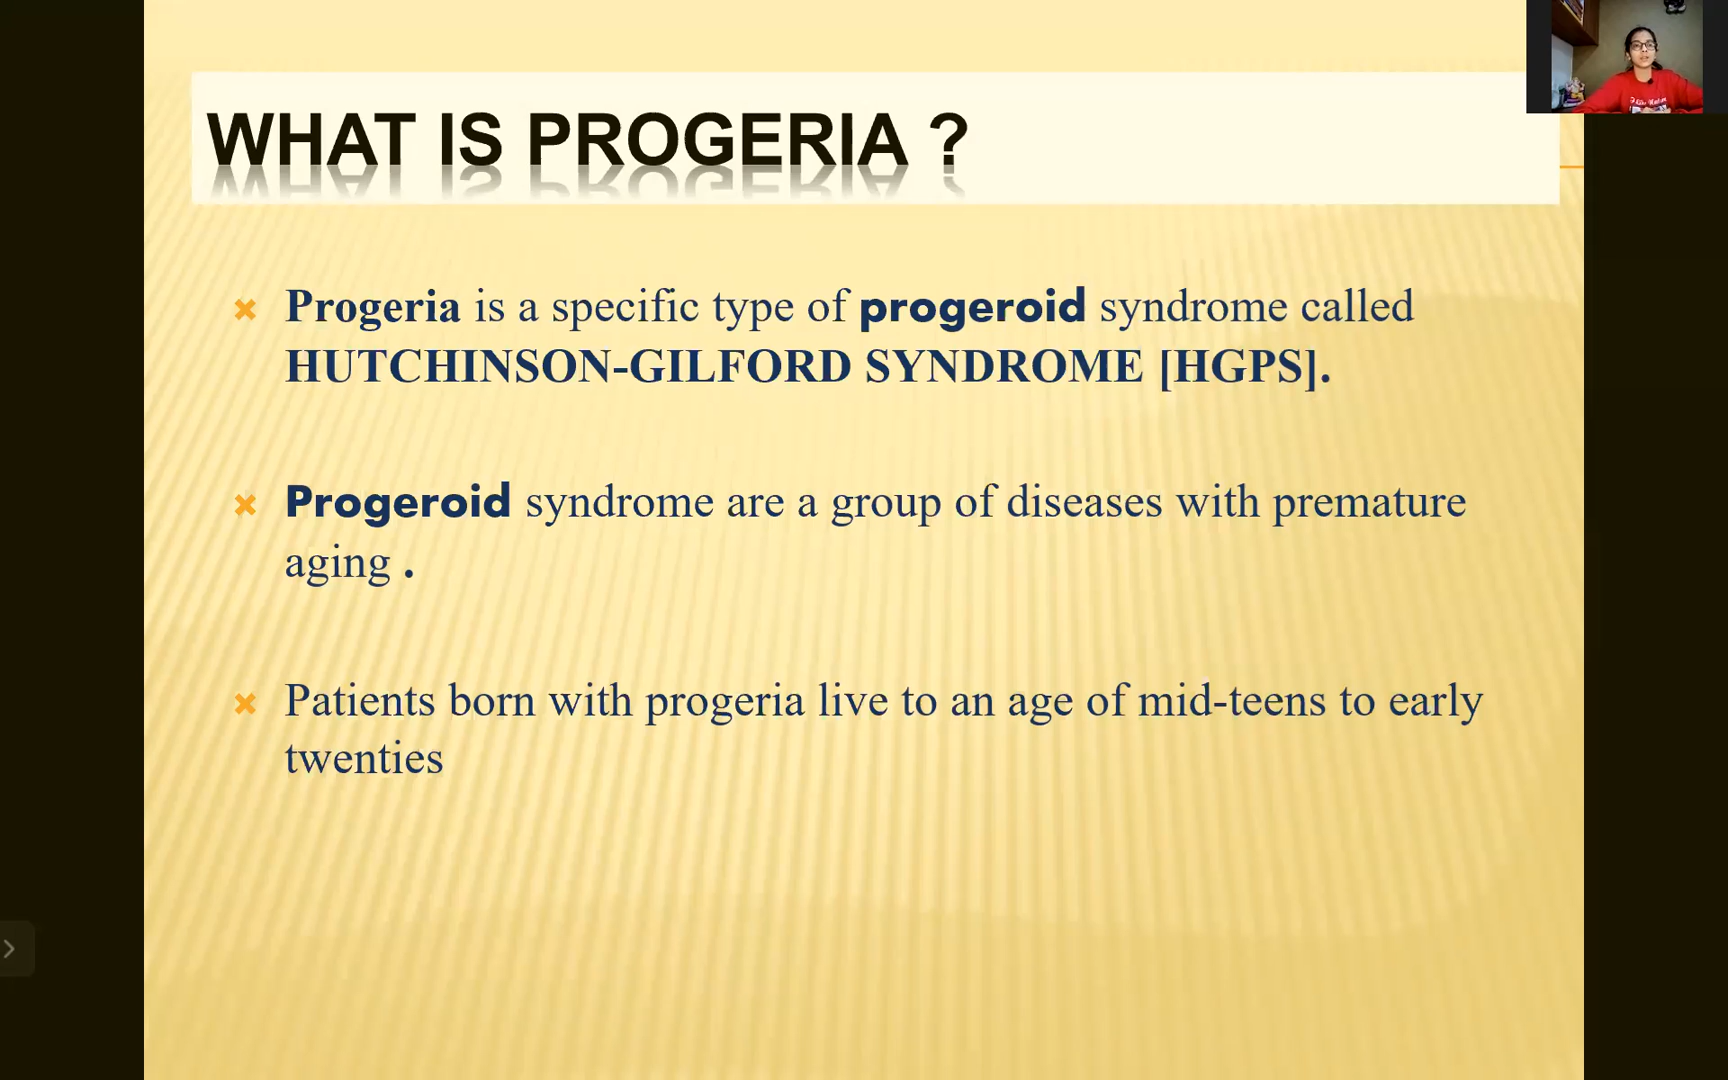 WHAT IS PROGERIA ?
Progeria is a specific type of progeroid syndrome called
HUTCHINSON-GILFORD SYNDROME [HGPS].
Progeroid syndrome are a group of diseases with premature
aging .
Patients born with progeria live to an age of mid-teens to early
twenties